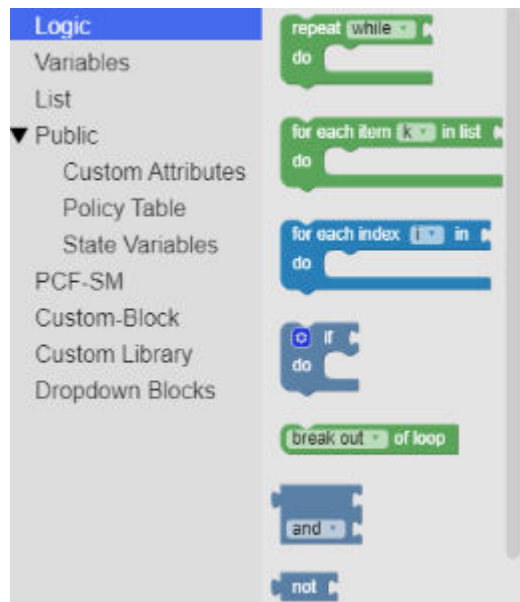 Logic
Variables
List
Public
Custom Attributes
Policy Table
State Variables
PCF-SM
Custom-Block
Custom Library
Dropdown Blocks
repeat while
do
for each item k in list
do
for each index i in
do
if
do
break out of loop
and
not